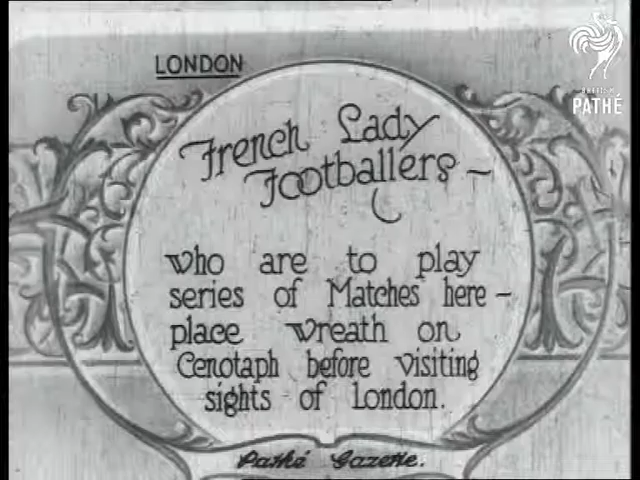 LONDON
French Lady
Footballers —
who are to play
series of Matches here —
place wreath on
Cenotaph before visiting
sights of London.
Pathé Gazette.
BRITISH
PATHÉ